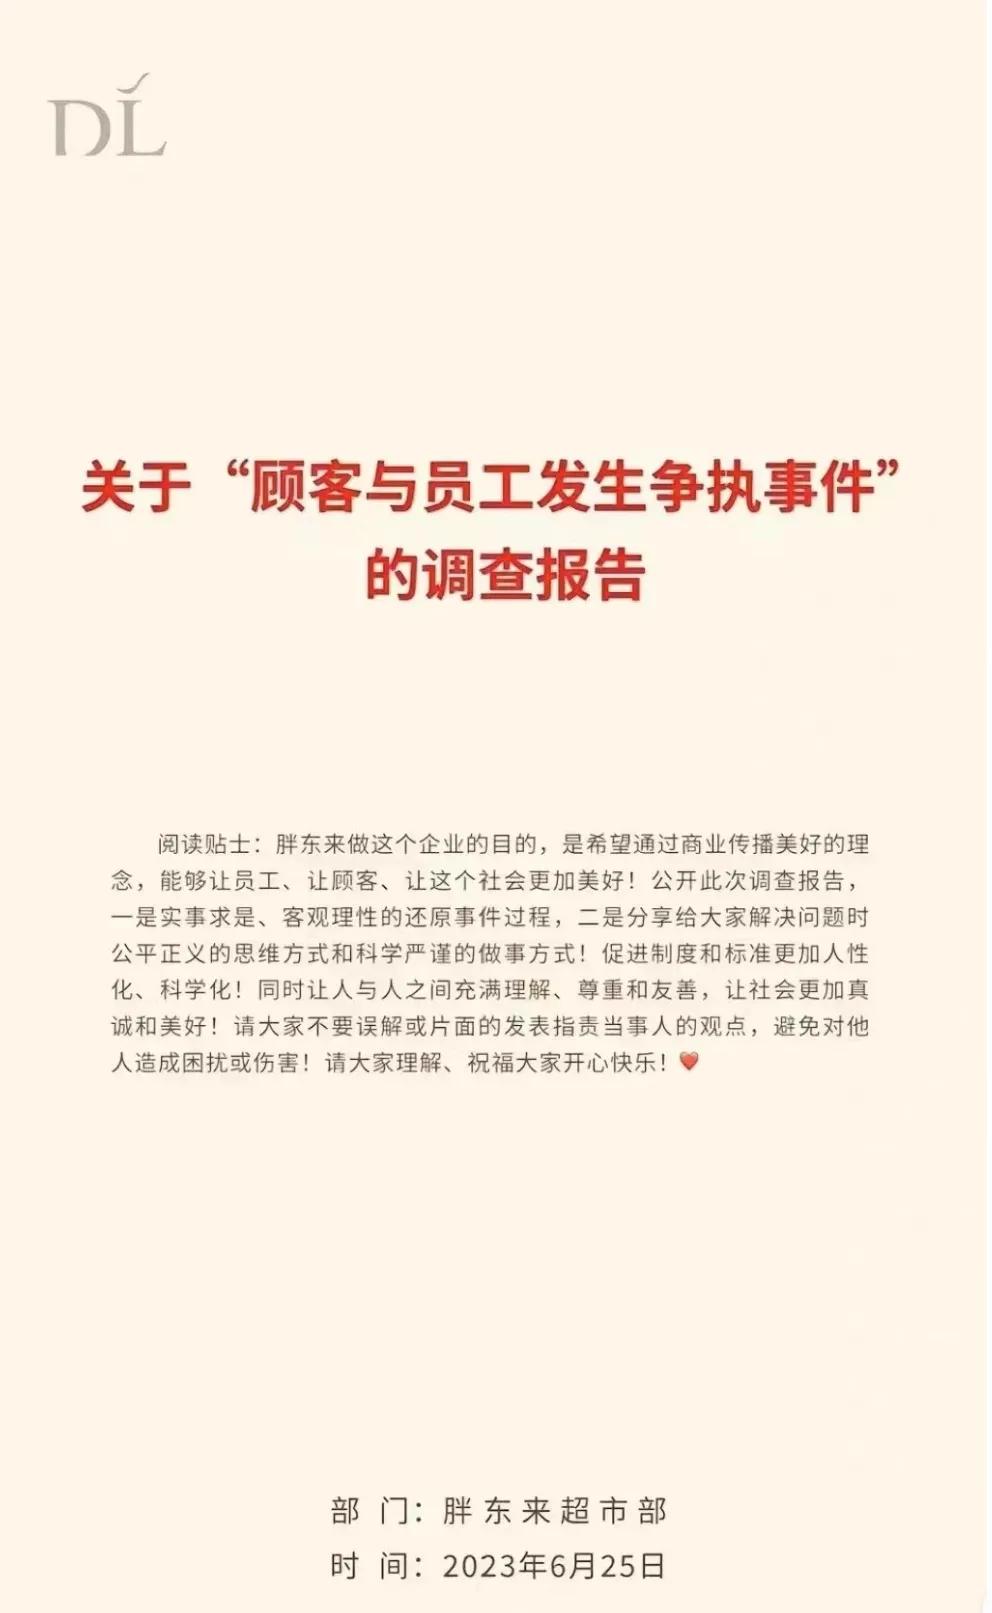 DL
关于“顾客与员工发生争执事件”
的调查报告
阅读贴士：胖东来做这个企业的目的，是希望通过商业传播美好的理
念，能够让员工、让顾客、让这个社会更加美好！公开此次调查报告，
一是实事求是、客观理性的还原事件过程，二是分享给大家解决问题时
公平正义的思维方式和科学严谨的做事方式！促进制度和标准更加人性
化、科学化！同时让人与人之间充满理解、尊重和友善，让社会更加真
诚和美好！请大家不要误解或片面的发表指责当事人的观点，避免对他
人造成困扰或伤害！请大家理解、祝福大家开心快乐！❤️
部 门：胖东来超市部
时 间：2023年6月25日